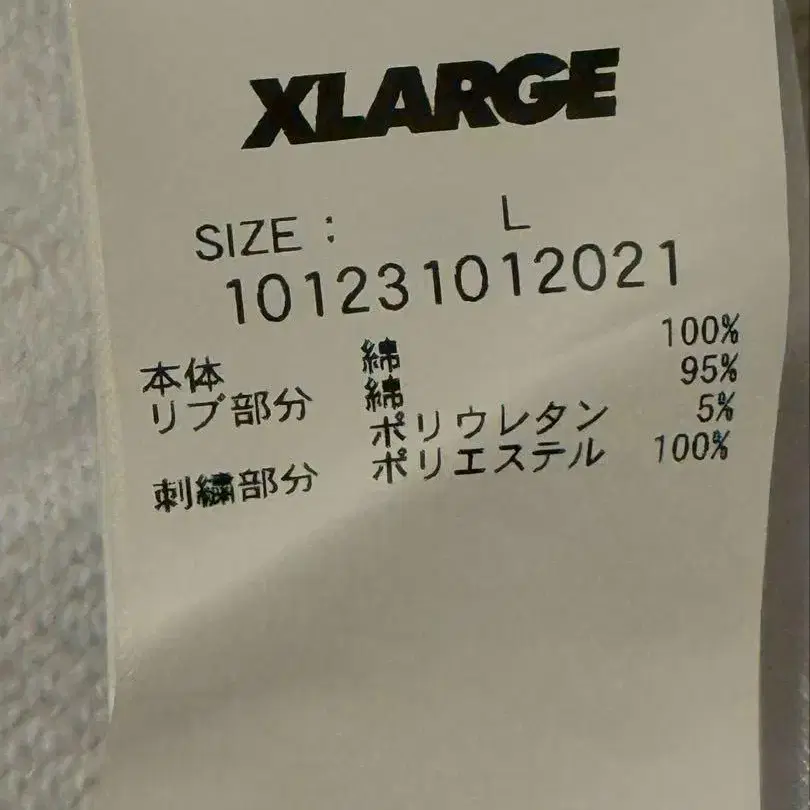 XLARGE
SIZE : L
101231012021
本体 綿 100%
リブ部分 綿 95%
ポリウレタン 5%
刺繍部分 ポリエステル 100%